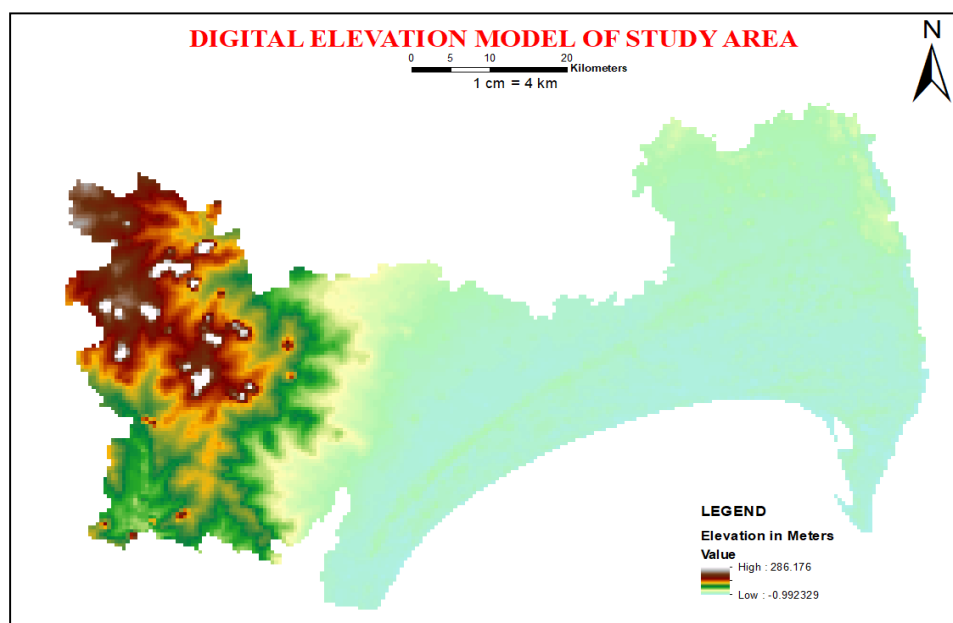 DIGITAL ELEVATION MODEL OF STUDY AREA
N
0 5 10 20
Kilometers
1 cm = 4 km
LEGEND
Elevation in Meters
Value
High : 286.176
Low : -0.992329